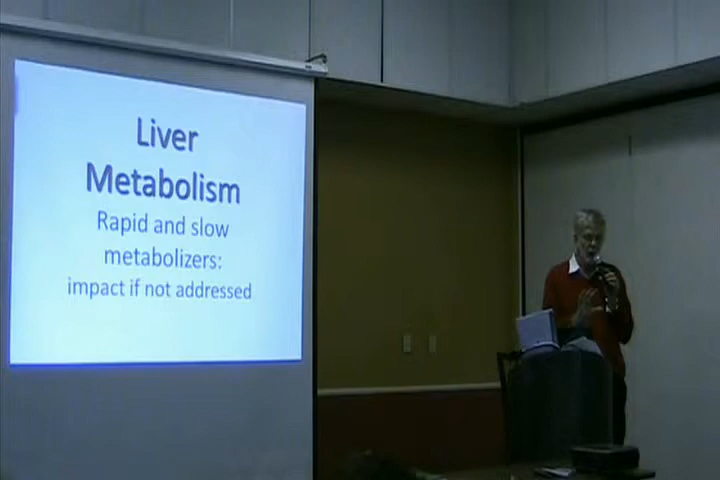 Liver
Metabolism
Rapid and slow
metabolizers:
impact if not addressed